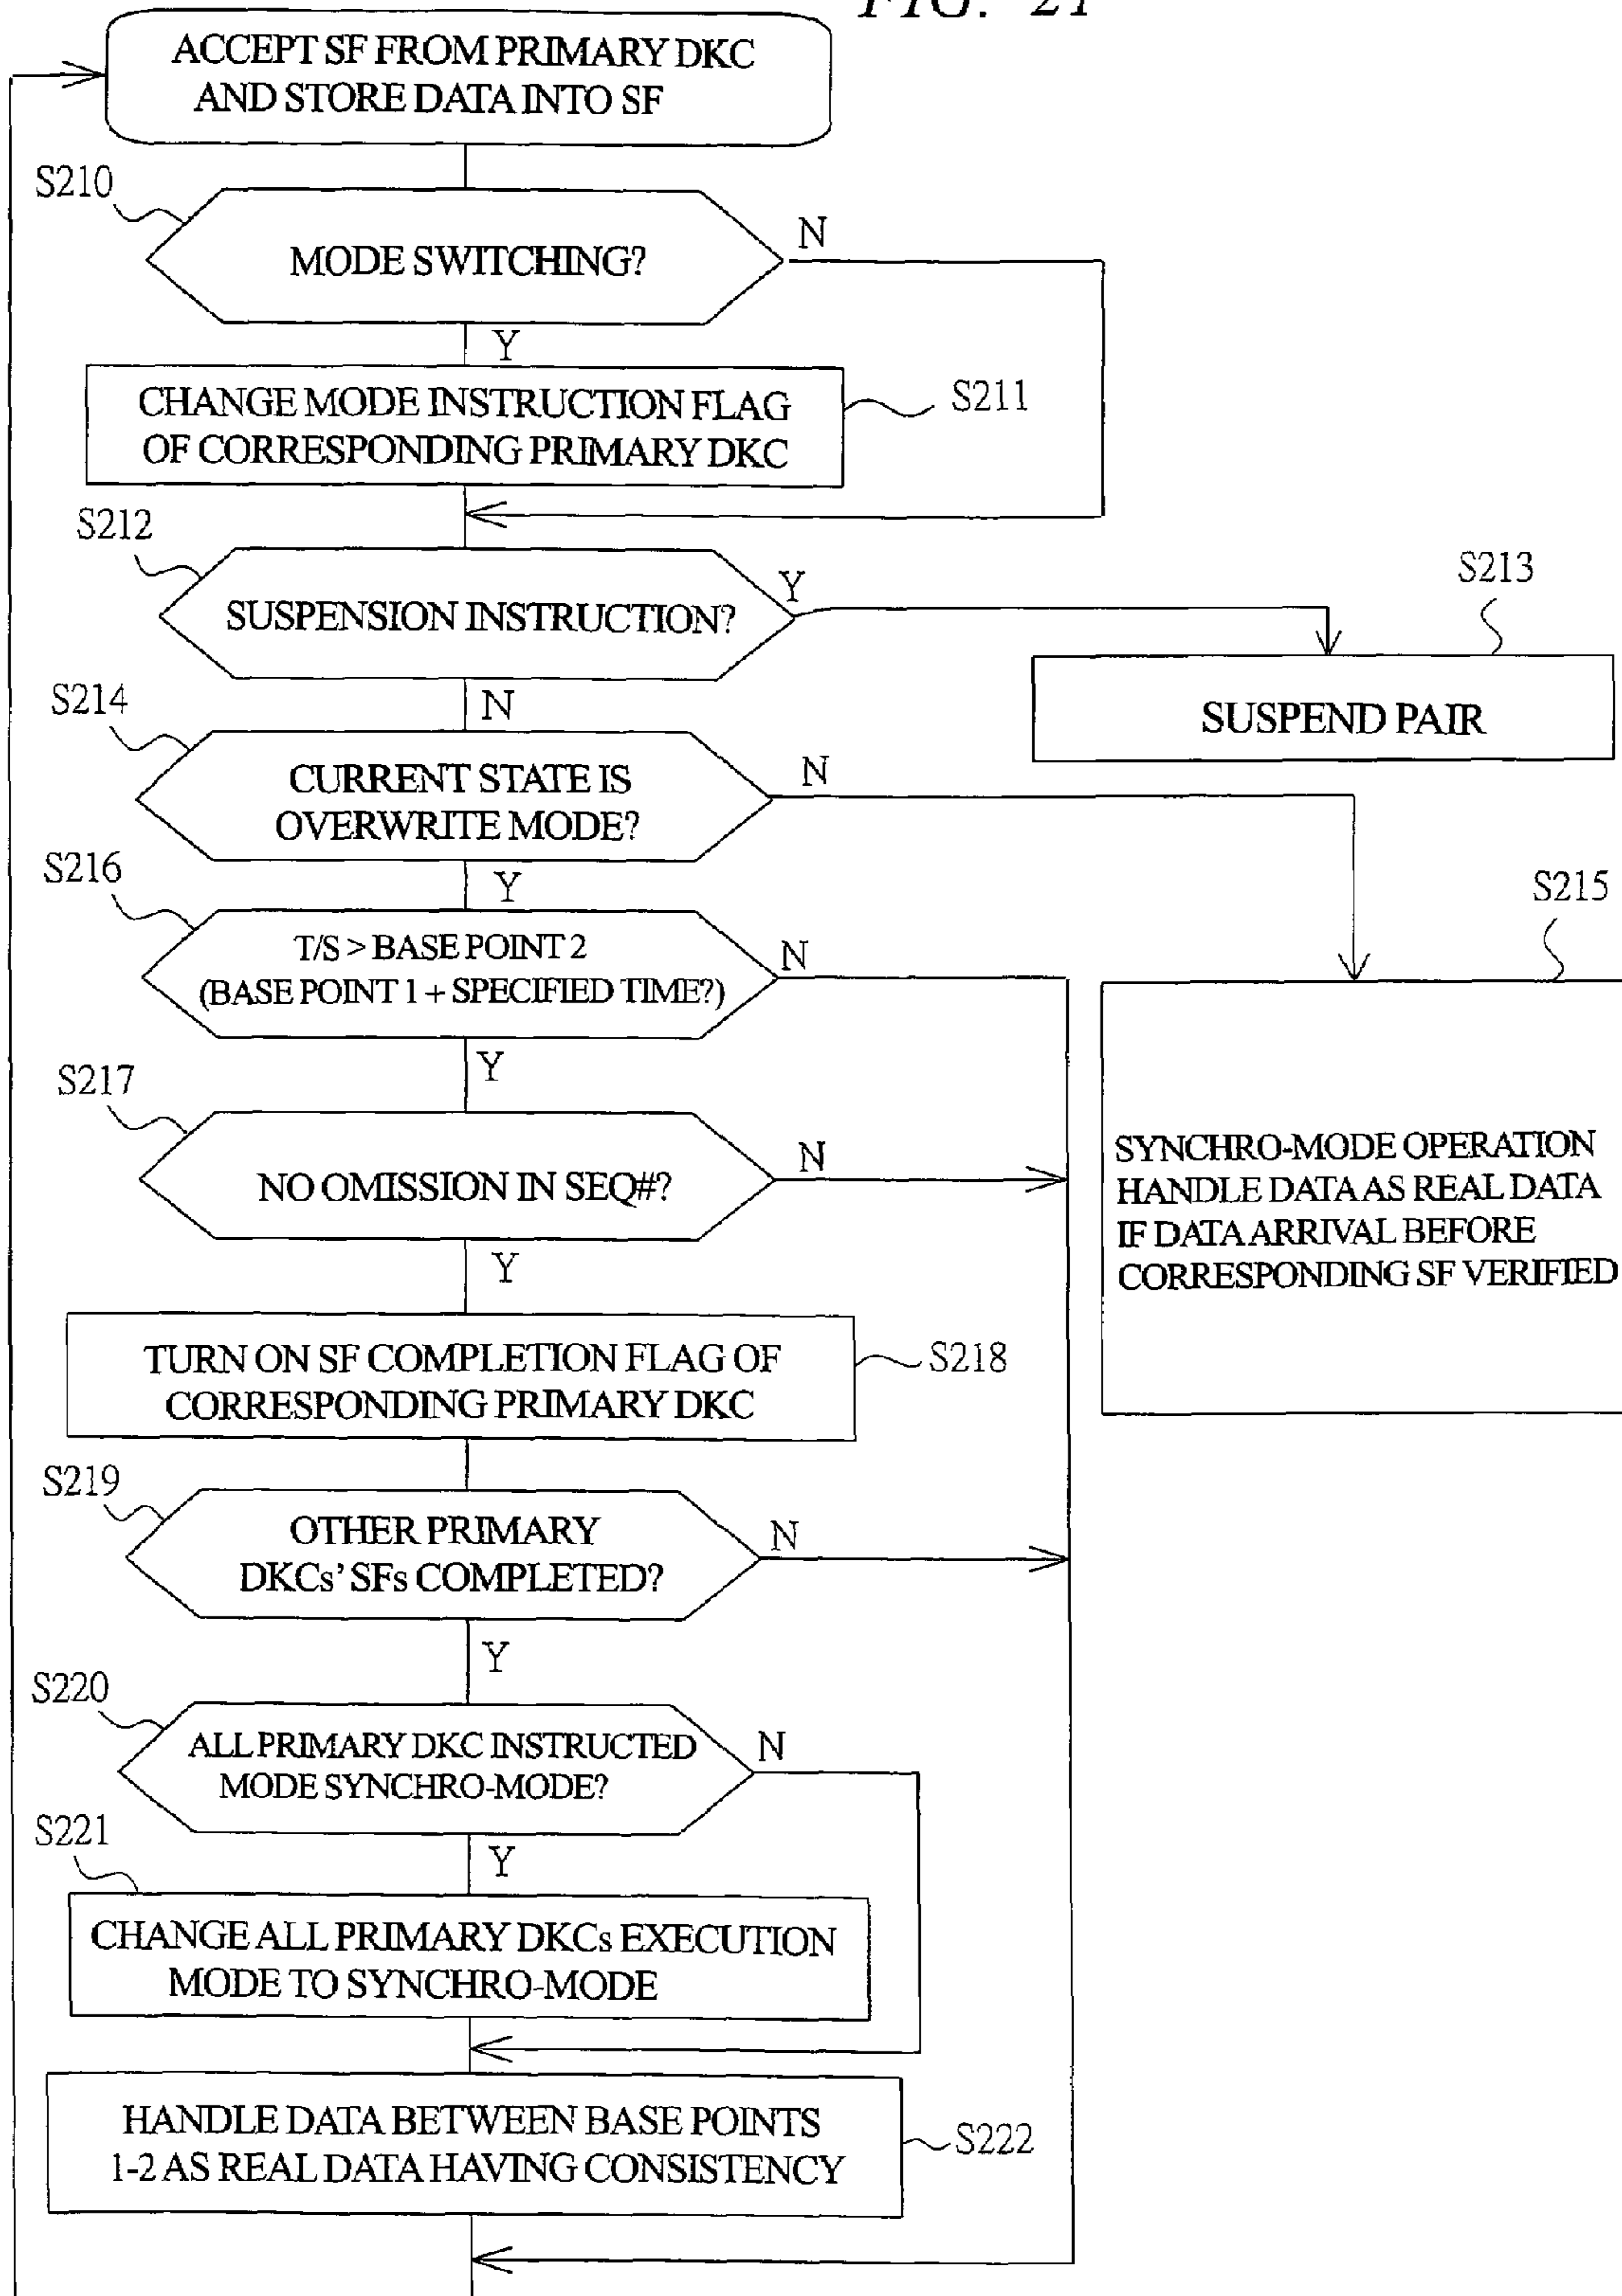 FIG. 21
ACCEPT SF FROM PRIMARY DKC
AND STORE DATA INTO SF
S210
MODE SWITCHING?
N
Y
CHANGE MODE INSTRUCTION FLAG
OF CORRESPONDING PRIMARY DKC
S211
S212
SUSPENSION INSTRUCTION?
Y
N
S213
SUSPEND PAIR
S214
CURRENT STATE IS
OVERWRITE MODE?
N
Y
S215
SYNCHRO-MODE OPERATION
HANDLE DATA AS REAL DATA
IF DATA ARRIVAL BEFORE
CORRESPONDING SF VERIFIED
S216
T/S > BASE POINT 2
(BASE POINT 1 + SPECIFIED TIME?)
N
Y
S217
NO OMISSION IN SEQ#?
N
Y
TURN ON SF COMPLETION FLAG OF
CORRESPONDING PRIMARY DKC
S218
S219
OTHER PRIMARY
DKCs' SFs COMPLETED?
N
Y
S220
ALL PRIMARY DKC INSTRUCTED
MODE SYNCHRO-MODE?
N
Y
S221
CHANGE ALL PRIMARY DKCs EXECUTION
MODE TO SYNCHRO-MODE
HANDLE DATA BETWEEN BASE POINTS
1-2 AS REAL DATA HAVING CONSISTENCY
S222